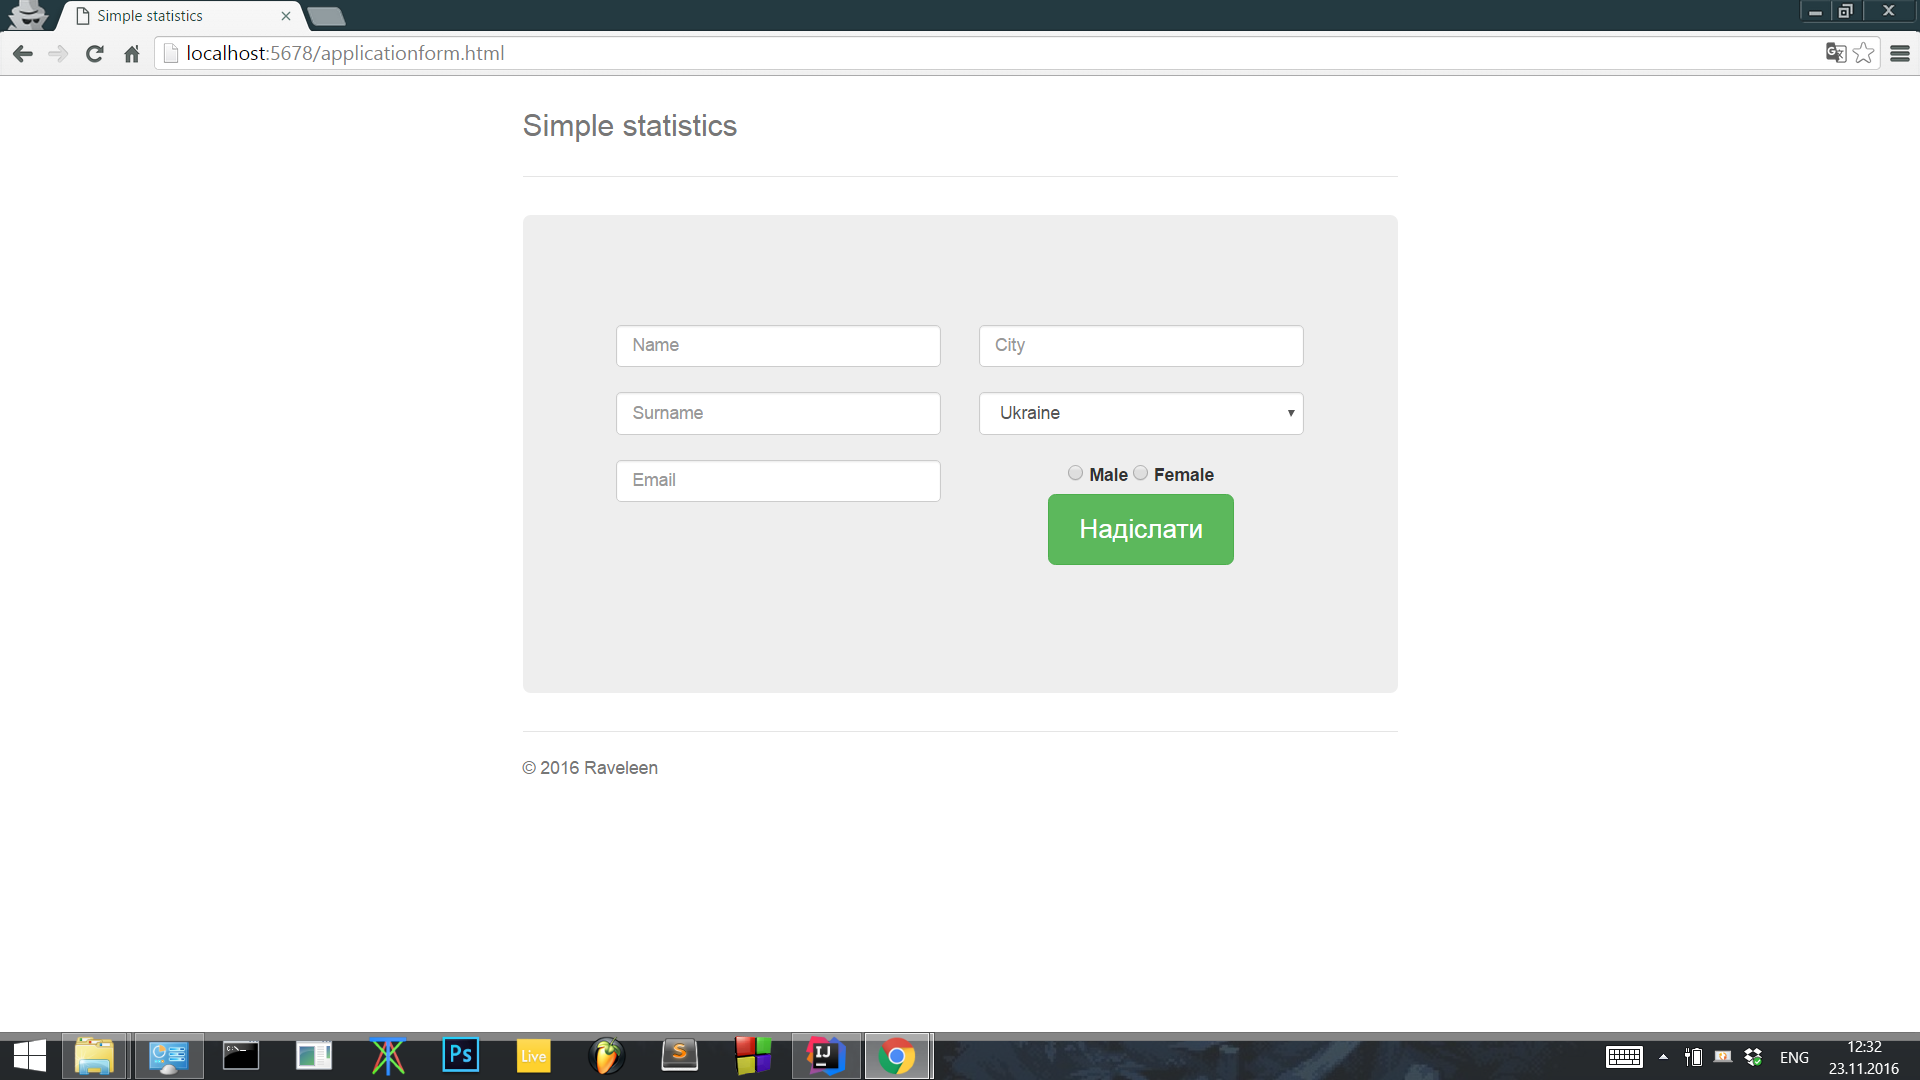 Simple statistics
localhost:5678/applicationform.html
Simple statistics
Name
City
Surname
Ukraine
Email
Male Female
Надіслати
© 2016 Raveleen
C:\_
Ps
Live
S
IJ
ENG
12:32
23.11.2016